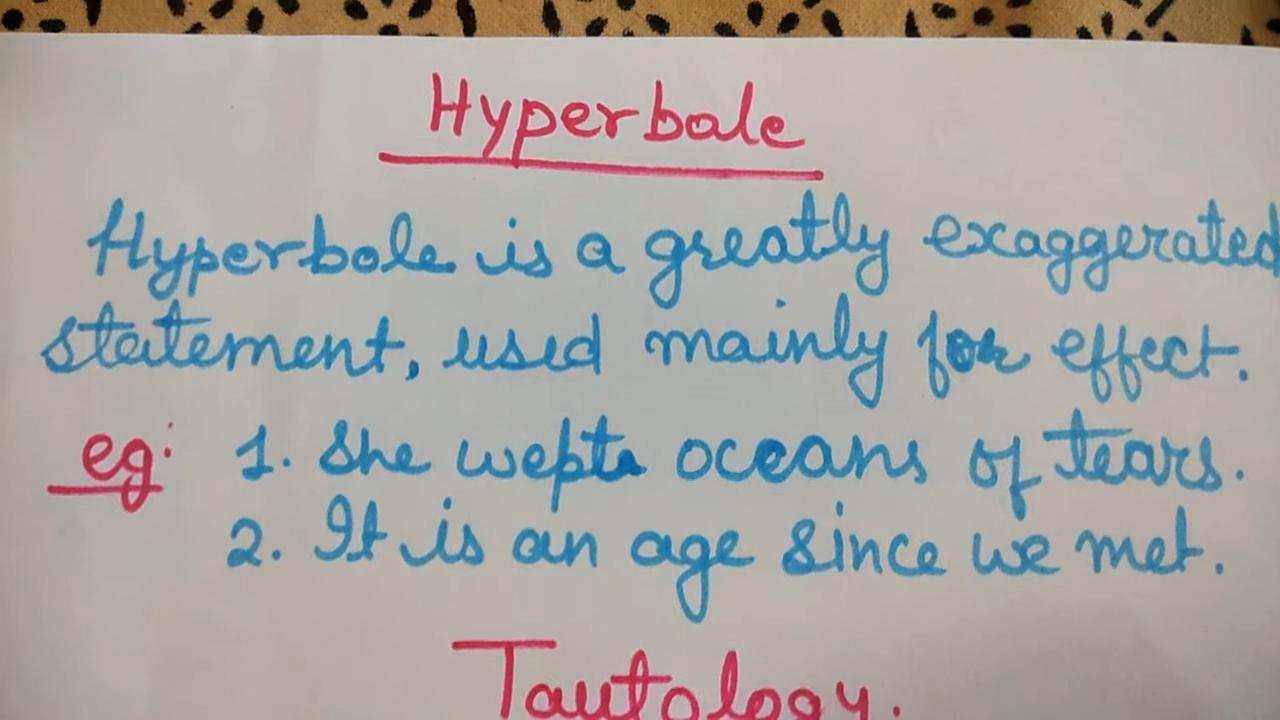 Hyperbole
Hyperbole is a greatly exaggerated
statement, used mainly for effect.
eg: 1. She wept oceans of tears.
2. It is an age since we met.
Tautology.